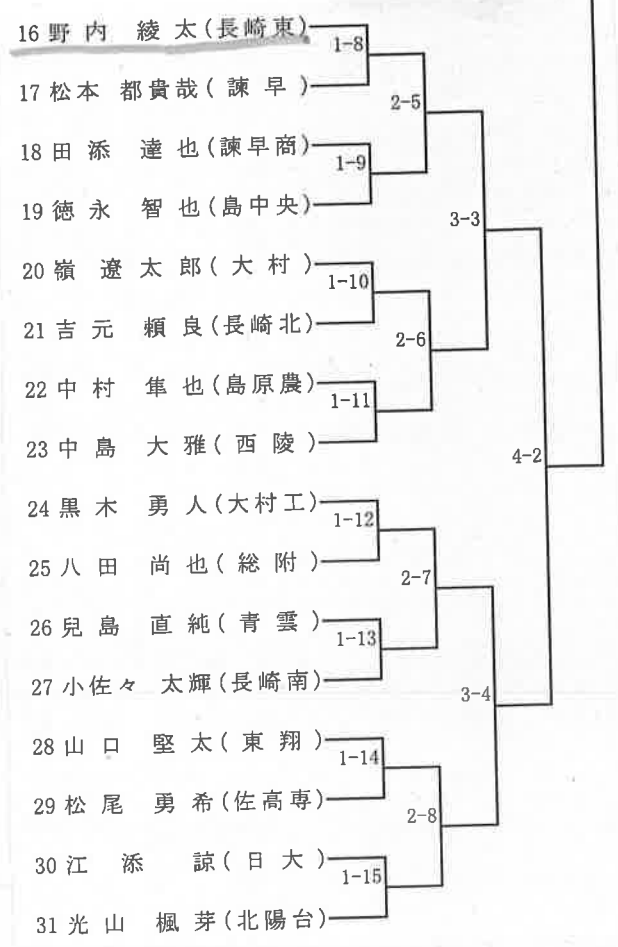 16 野内 綾太(長崎東)
1-8
17 松本 都貴哉(諫早)
2-5
18 田添 達也(諫早商)
1-9
19 徳永 智也(島中央)
3-3
20 嶺 遼太郎(大村)
1-10
21 吉元 頼良(長崎北)
2-6
22 中村 隼也(島原農)
1-11
23 中島 大雅(西陵)
4-2
24 黒木 勇人(大村工)
1-12
25 八田 尚也(総附)
2-7
26 兒島 直純(青雲)
1-13
27 小佐々 太輝(長崎南)
3-4
28 山口 堅太(東翔)
1-14
29 松尾 勇希(佐高専)
2-8
30 江添 諒(日大)
1-15
31 光山 楓芽(北陽台)